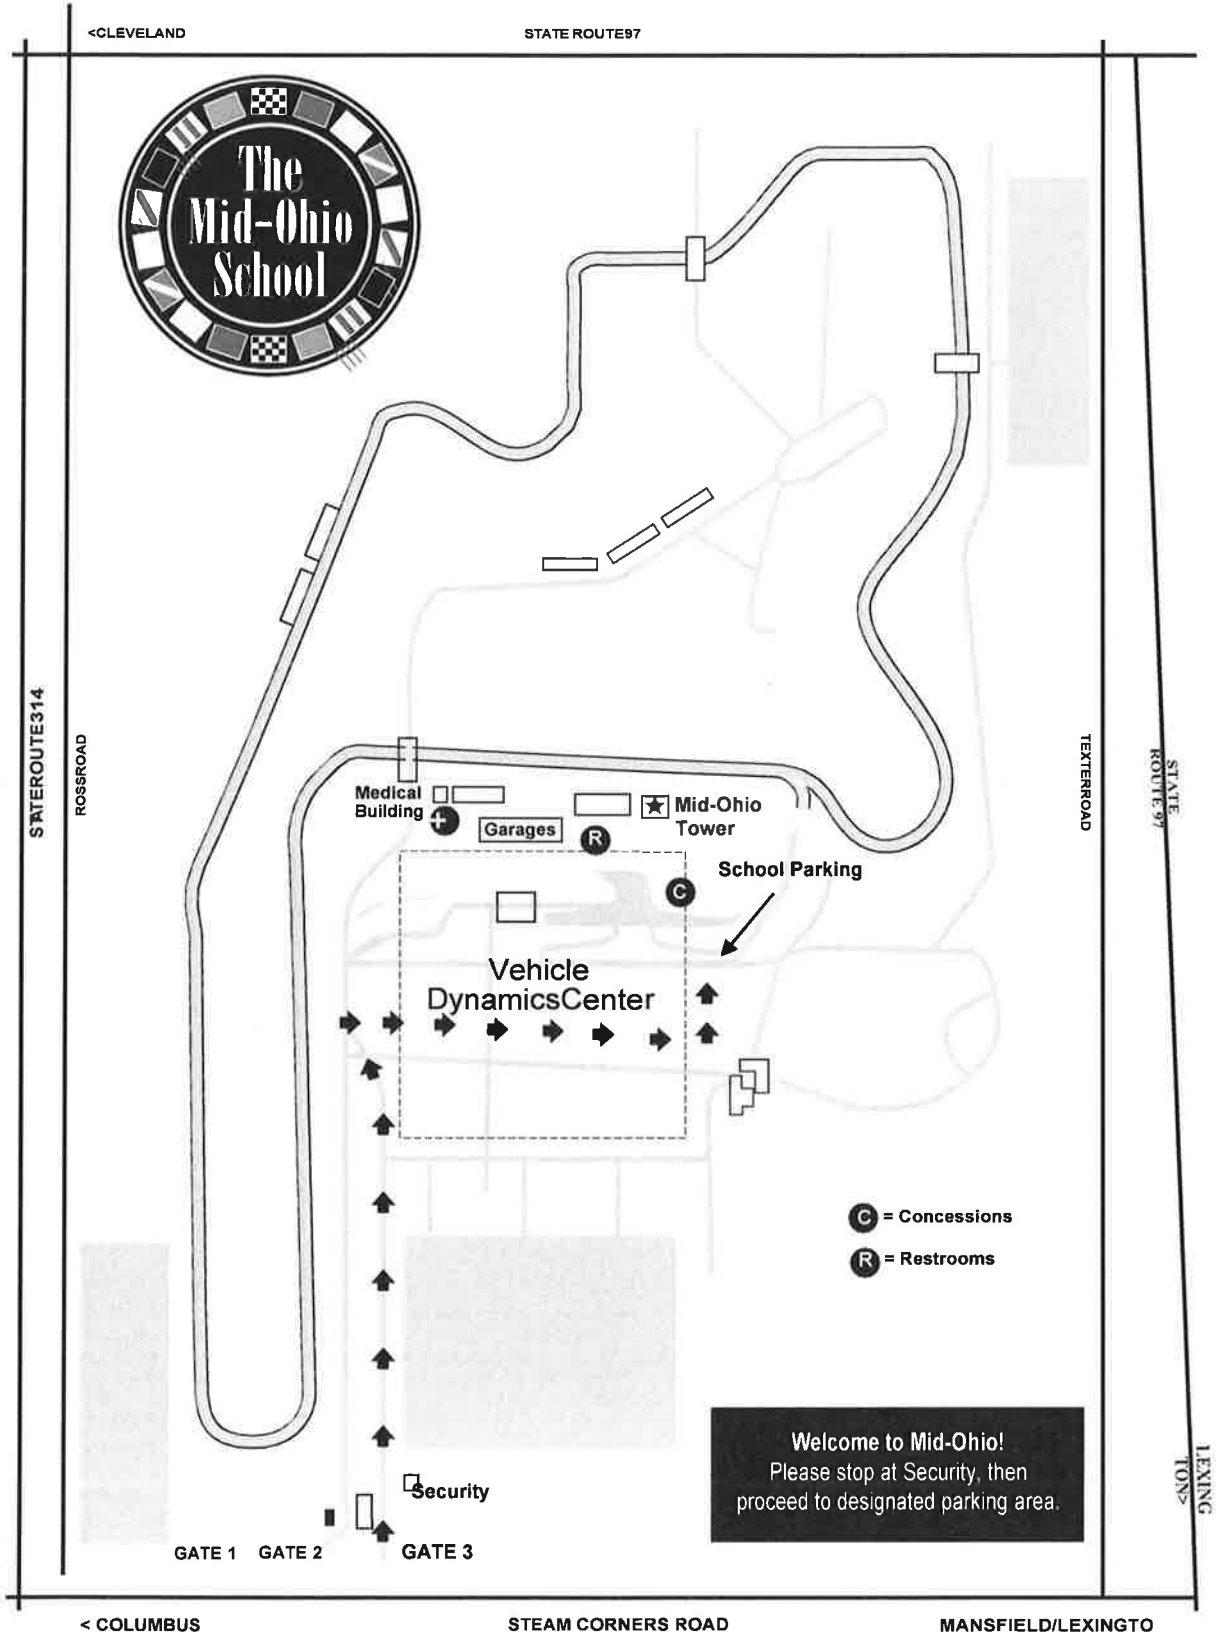 <CLEVELAND
STATE ROUTE97
The
Mid-Ohio
School
STATEROUTE314
ROSSROAD
TEXTERROAD
STATE
ROUTE 97
Medical
Building
+
Garages
R
Mid-Ohio
Tower
School Parking
C
Vehicle
DynamicsCenter
C = Concessions
R = Restrooms
Welcome to Mid-Ohio!
Please stop at Security, then
proceed to designated parking area.
LEXING
TON>
Security
GATE 1
GATE 2
GATE 3
< COLUMBUS
STEAM CORNERS ROAD
MANSFIELD/LEXINGTO